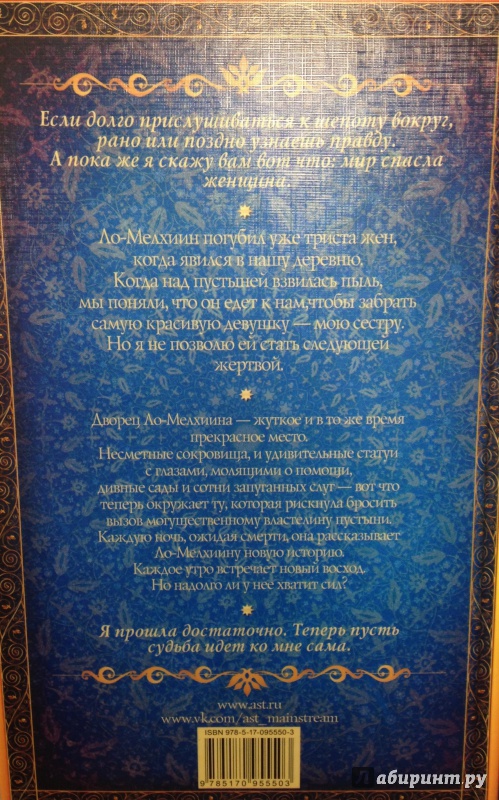 Если долго прислушиваться к шепоту вокруг,
рано или поздно узнаешь правду.
А пока же я скажу вам вот что: мир спасла
женщина.
Ло-Мелхиин погубил уже триста жен,
когда явился в нашу деревню.
Когда над пустыней взвилась пыль,
мы поняли, что он едет к нам,чтобы забрать
самую красивую девушку — мою сестру.
Но я не позволю ей стать следующей
жертвой.
Дворец Ло-Мелхиина — жуткое и в то же время
прекрасное место.
Несметные сокровища, и удивительные статуи
с глазами, молящими о помощи,
дивные сады и сотни запуганных слуг — вот что
теперь окружает ту, которая рискнула бросить
вызов могущественному властелину пустыни.
Каждую ночь, ожидая смерти, она рассказывает
Ло-Мелхиину новую историю.
Каждое утро встречает новый восход.
Но надолго ли у неё хватит сил?
Я прошла достаточно. Теперь пусть
судьба идет ко мне сама.
www.ast.ru
www.vk.com/ast_mainstream
ISBN 978-5-17-095550-3
9 785170 955503
лабиринт.ру